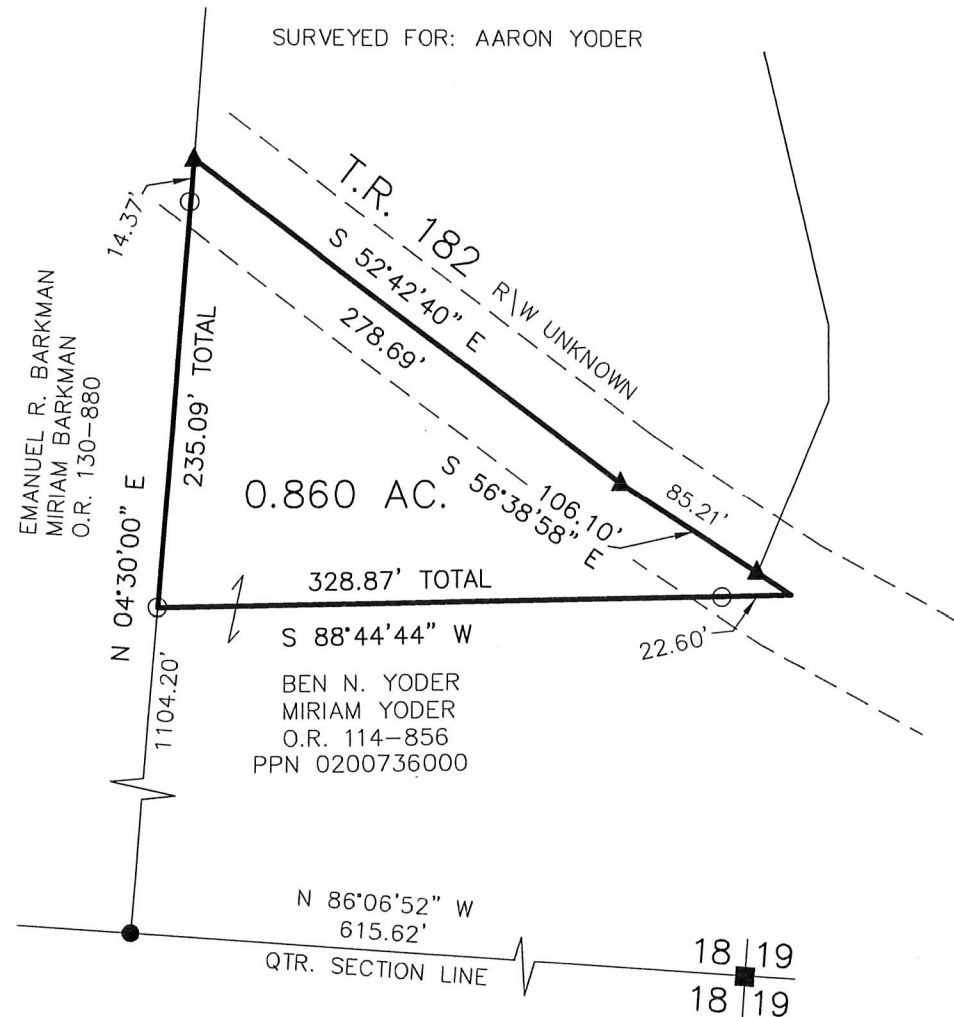 SURVEYED FOR: AARON YODER
T.R. 182 R\W UNKNOWN
S 52°42'40" E
278.69'
14.37'
EMANUEL R. BARKMAN
MIRIAM BARKMAN
O.R. 130-880
N 04°30'00" E
235.09' TOTAL
0.860 AC.
S 56°38'58" E
106.10'
85.21'
328.87' TOTAL
S 88°44'44" W
22.60'
BEN N. YODER
MIRIAM YODER
O.R. 114-856
PPN 0200736000
1104.20'
N 86°06'52" W
615.62'
QTR. SECTION LINE
18 19
18 19